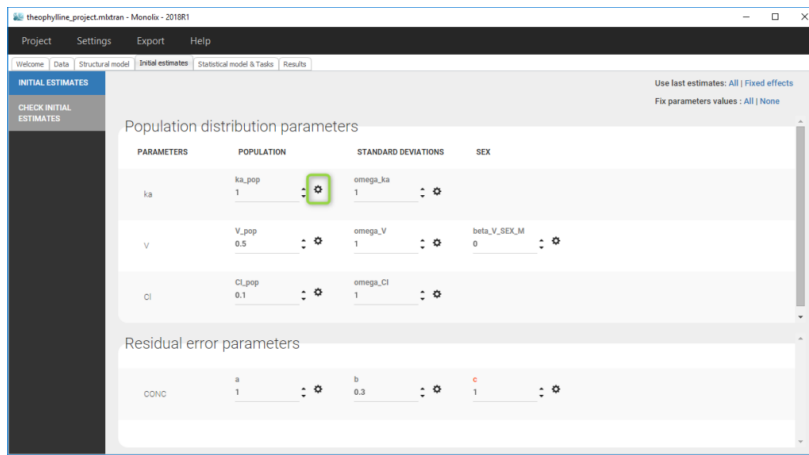 theophylline_project.mlxtran - Monolix - 2018R1
Project Settings Export Help
Welcome Data Structural model Initial estimates Statistical model & Tasks Results
INITIAL ESTIMATES
CHECK INITIAL
ESTIMATES
Use last estimates: All | Fixed effects
Fix parameters values : All | None
Population distribution parameters
PARAMETERS POPULATION STANDARD DEVIATIONS SEX
ka_pop omega_ka
ka 1 1
V_pop omega_V beta_V_SEX_M
V 0.5 1 0
Cl_pop omega_Cl
Cl 0.1 1
Residual error parameters
a b c
CONC 1 0.3 1